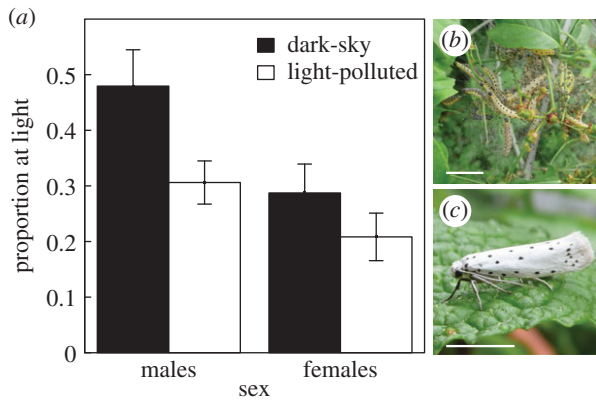 (a)
dark-sky
light-polluted
0.5
0.4
0.3
0.2
0.1
0
proportion at light
males
females
sex
(b)
(c)